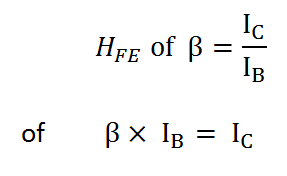 H_FE of β = I_C / I_B
of β × I_B = I_C